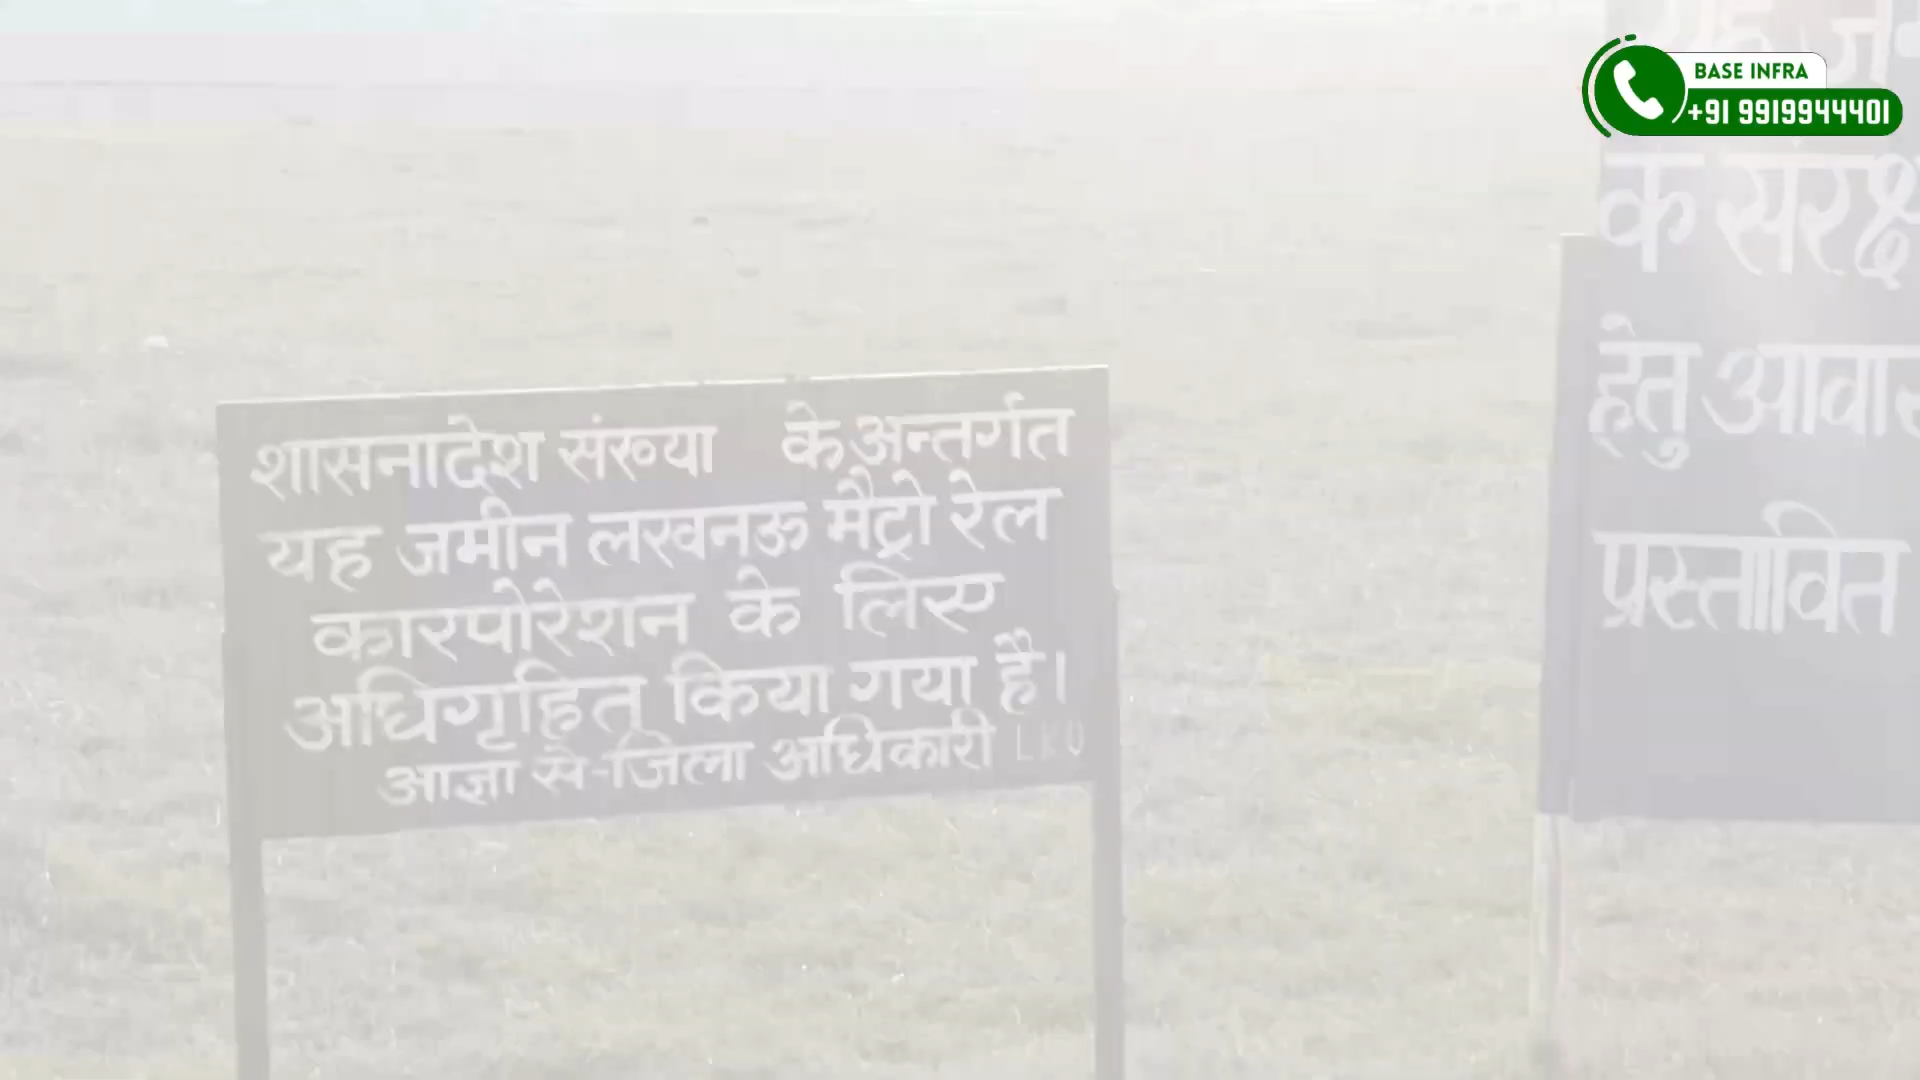 BASE INFRA
+91 9919944401
शासनादेश संख्या के अन्तर्गत
यह जमीन लखनऊ मैट्रो रेल
कारपोरेशन के लिए
अधिगृहित किया गया है।
आज्ञा से-जिला अधिकारी LKO
के संरक्ष
हेतु आवास
प्रस्तावित